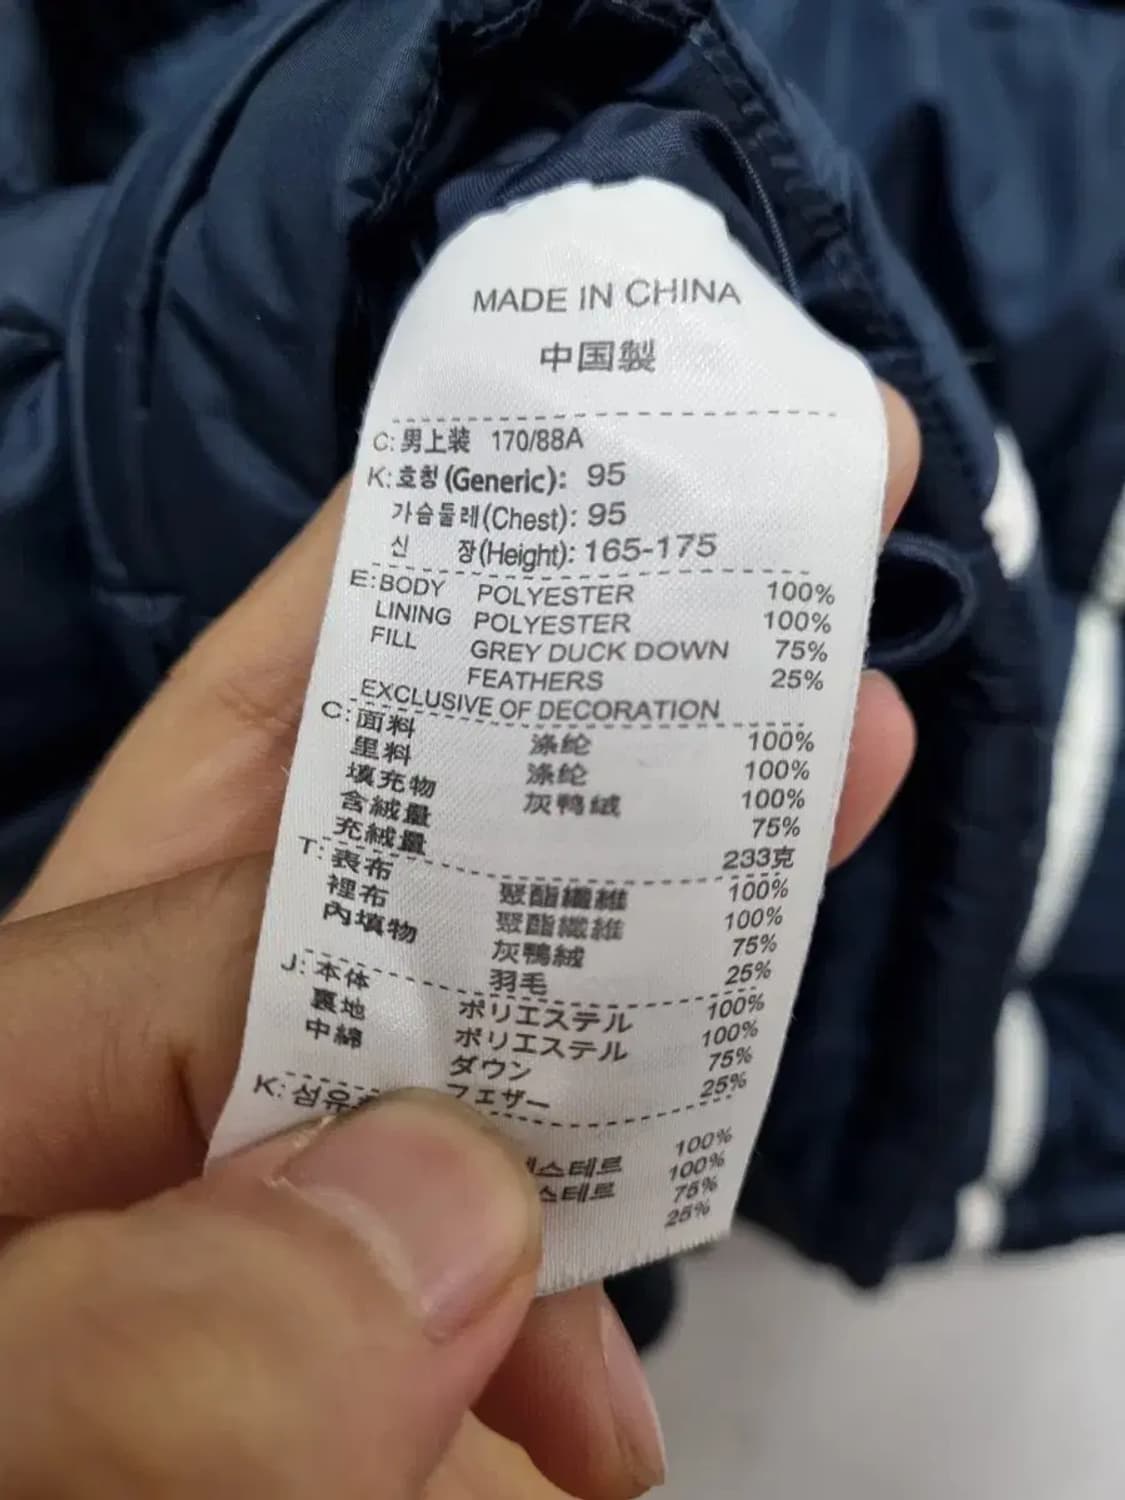 MADE IN CHINA
中国製
C: 男上装 170/88A
K: 호칭 (Generic): 95
가슴둘레(Chest): 95
신 장(Height): 165-175
E: BODY POLYESTER 100%
LINING POLYESTER 100%
FILL GREY DUCK DOWN 75%
FEATHERS 25%
EXCLUSIVE OF DECORATION
C: 面料 涤纶 100%
里料 涤纶 100%
填充物 灰鸭絨 100%
含絨量 75%
充絨量 233克
T: 表布 聚酯纖維 100%
裡布 聚酯纖維 100%
內填物 灰鴨絨 75%
羽毛 25%
J: 本体 ポリエステル 100%
裏地 ポリエステル 100%
中綿 ダウン 75%
フェザー 25%
K: 섬유
스테르 100%
스테르 100%
75%
25%